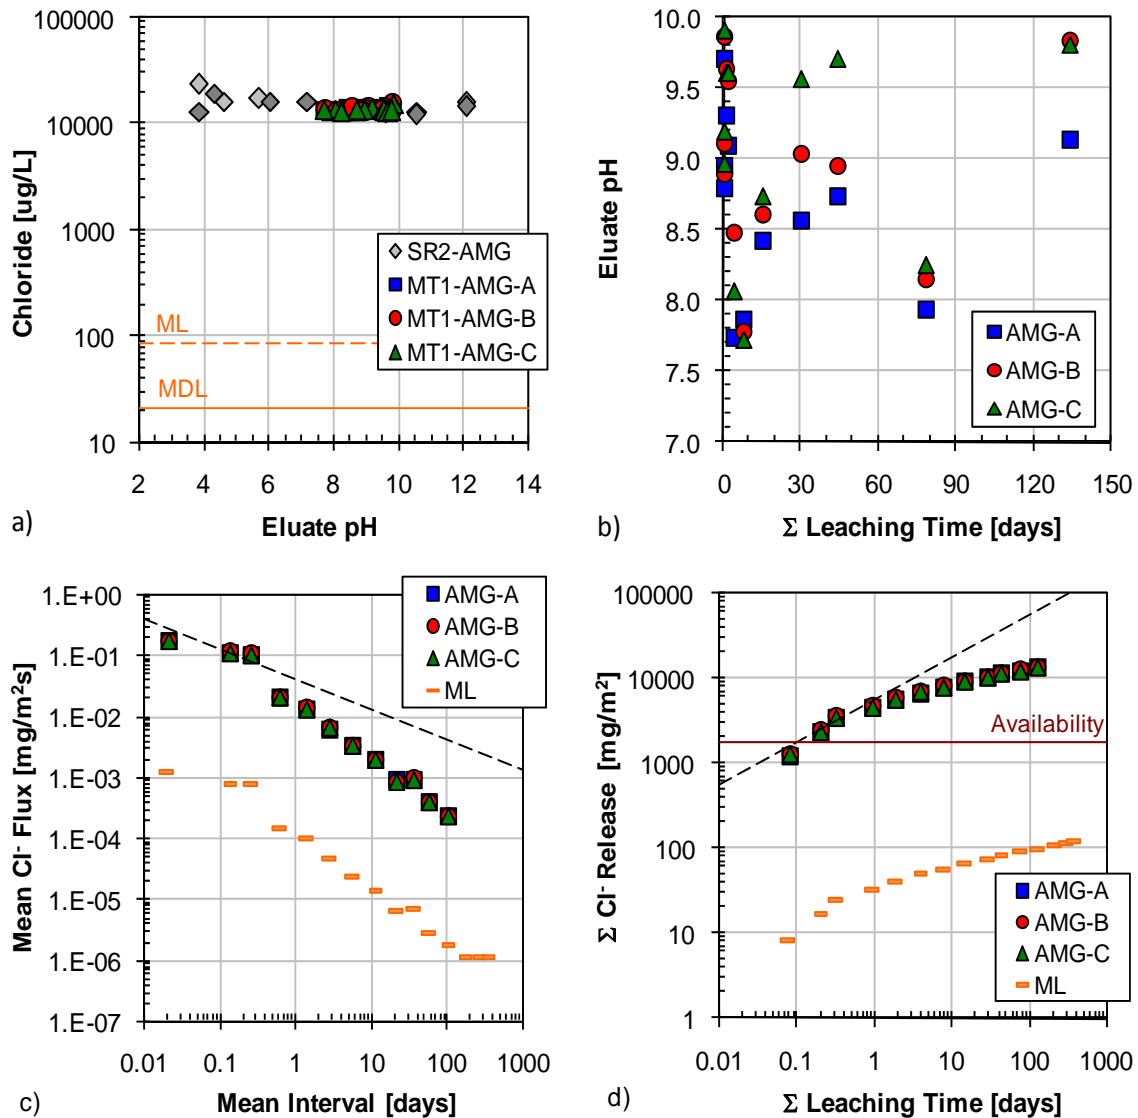 100000
10000
1000
100
10
Chloride [ug/L]
SR2-AMG
MT1-AMG-A
MT1-AMG-B
MT1-AMG-C
ML
MDL
2 4 6 8 10 12 14
Eluate pH
a)
10.0
9.5
9.0
8.5
8.0
7.5
7.0
Eluate pH
AMG-A
AMG-B
AMG-C
0 30 60 90 120 150
Σ Leaching Time [days]
b)
1.E+00
1.E-01
1.E-02
1.E-03
1.E-04
1.E-05
1.E-06
1.E-07
Mean Cl⁻ Flux [mg/m²s]
AMG-A
AMG-B
AMG-C
ML
0.01 0.1 1 10 100 1000
Mean Interval [days]
c)
100000
10000
1000
100
10
1
Σ Cl⁻ Release [mg/m²]
Availability
AMG-A
AMG-B
AMG-C
ML
0.01 0.1 1 10 100 1000
Σ Leaching Time [days]
d)